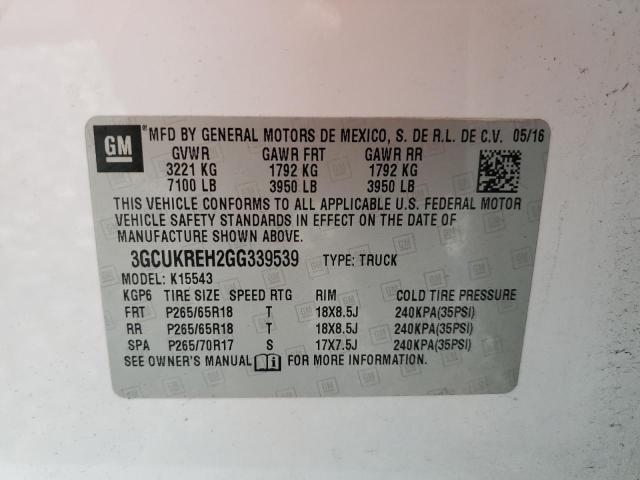 GM ® MFD BY GENERAL MOTORS DE MEXICO, S. DE R.L. DE C.V. 05/16
GVWR GAWR FRT GAWR RR
3221 KG 1792 KG 1792 KG
7100 LB 3950 LB 3950 LB
THIS VEHICLE CONFORMS TO ALL APPLICABLE U.S. FEDERAL MOTOR
VEHICLE SAFETY STANDARDS IN EFFECT ON THE DATE OF
MANUFACTURE SHOWN ABOVE.
3GCUKREH2GG339539 TYPE: TRUCK
MODEL: K15543
KGP6 TIRE SIZE SPEED RTG RIM COLD TIRE PRESSURE
FRT P265/65R18 T 18X8.5J 240KPA(35PSI)
RR P265/65R18 T 18X8.5J 240KPA(35PSI)
SPA P265/70R17 S 17X7.5J 240KPA(35PSI)
SEE OWNER'S MANUAL FOR MORE INFORMATION.